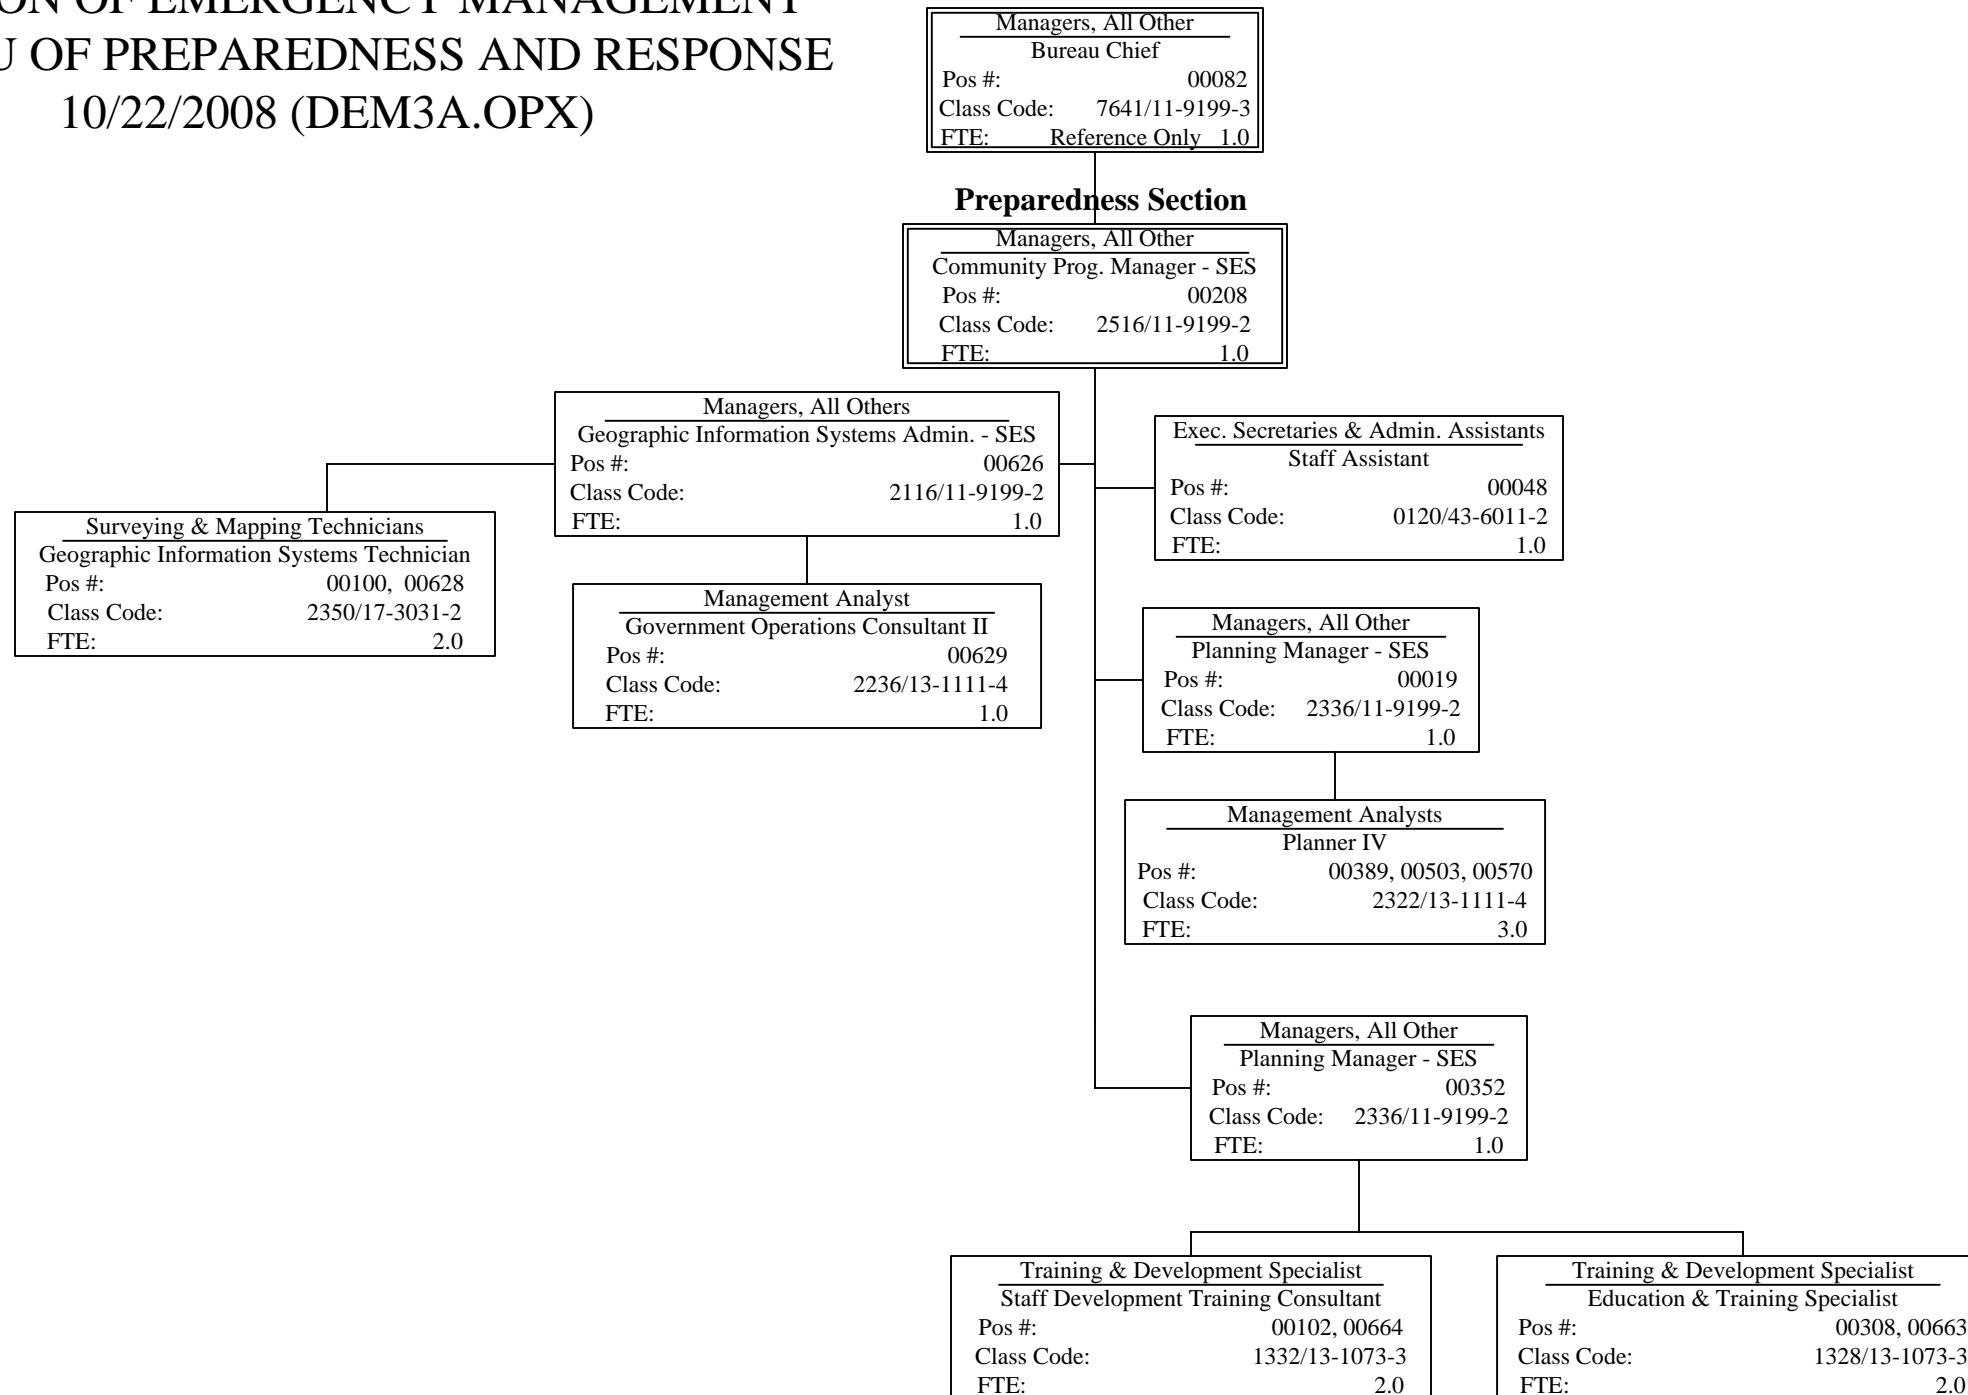 OF EMERGENCY MANAGEMENT
OF PREPAREDNESS AND RESPONSE
10/22/2008 (DEM3A.OPX)
Managers, All Other
Bureau Chief
Pos #: 00082
Class Code: 7641/11-9199-3
FTE: Reference Only 1.0
Preparedness Section
Managers, All Other
Community Prog. Manager - SES
Pos #: 00208
Class Code: 2516/11-9199-2
FTE: 1.0
Managers, All Others
Geographic Information Systems Admin. - SES
Pos #: 00626
Class Code: 2116/11-9199-2
FTE: 1.0
Exec. Secretaries & Admin. Assistants
Staff Assistant
Pos #: 00048
Class Code: 0120/43-6011-2
FTE: 1.0
Surveying & Mapping Technicians
Geographic Information Systems Technician
Pos #: 00100, 00628
Class Code: 2350/17-3031-2
FTE: 2.0
Management Analyst
Government Operations Consultant II
Pos #: 00629
Class Code: 2236/13-1111-4
FTE: 1.0
Managers, All Other
Planning Manager - SES
Pos #: 00019
Class Code: 2336/11-9199-2
FTE: 1.0
Management Analysts
Planner IV
Pos #: 00389, 00503, 00570
Class Code: 2322/13-1111-4
FTE: 3.0
Managers, All Other
Planning Manager - SES
Pos #: 00352
Class Code: 2336/11-9199-2
FTE: 1.0
Training & Development Specialist
Staff Development Training Consultant
Pos #: 00102, 00664
Class Code: 1332/13-1073-3
FTE: 2.0
Training & Development Specialist
Education & Training Specialist
Pos #: 00308, 00663
Class Code: 1328/13-1073-3
FTE: 2.0